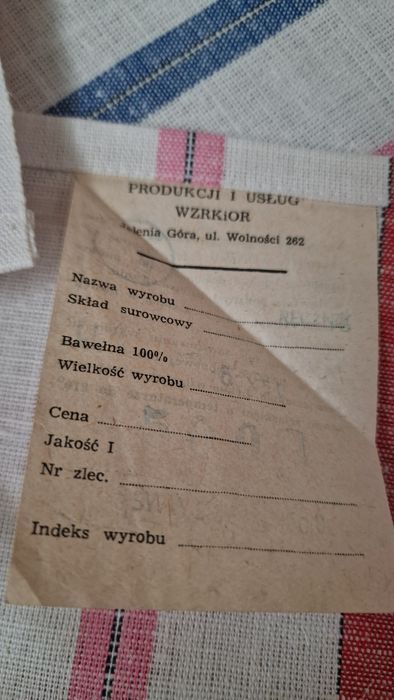 PRODUKCJI I USŁUG
WZRKiOR
elenia Góra, ul. Wolności 262
Nazwa wyrobu
Skład surowcowy
Bawełna 100%
Wielkość wyrobu
Cena
Jakość I
Nr zlec.
Indeks wyrobu